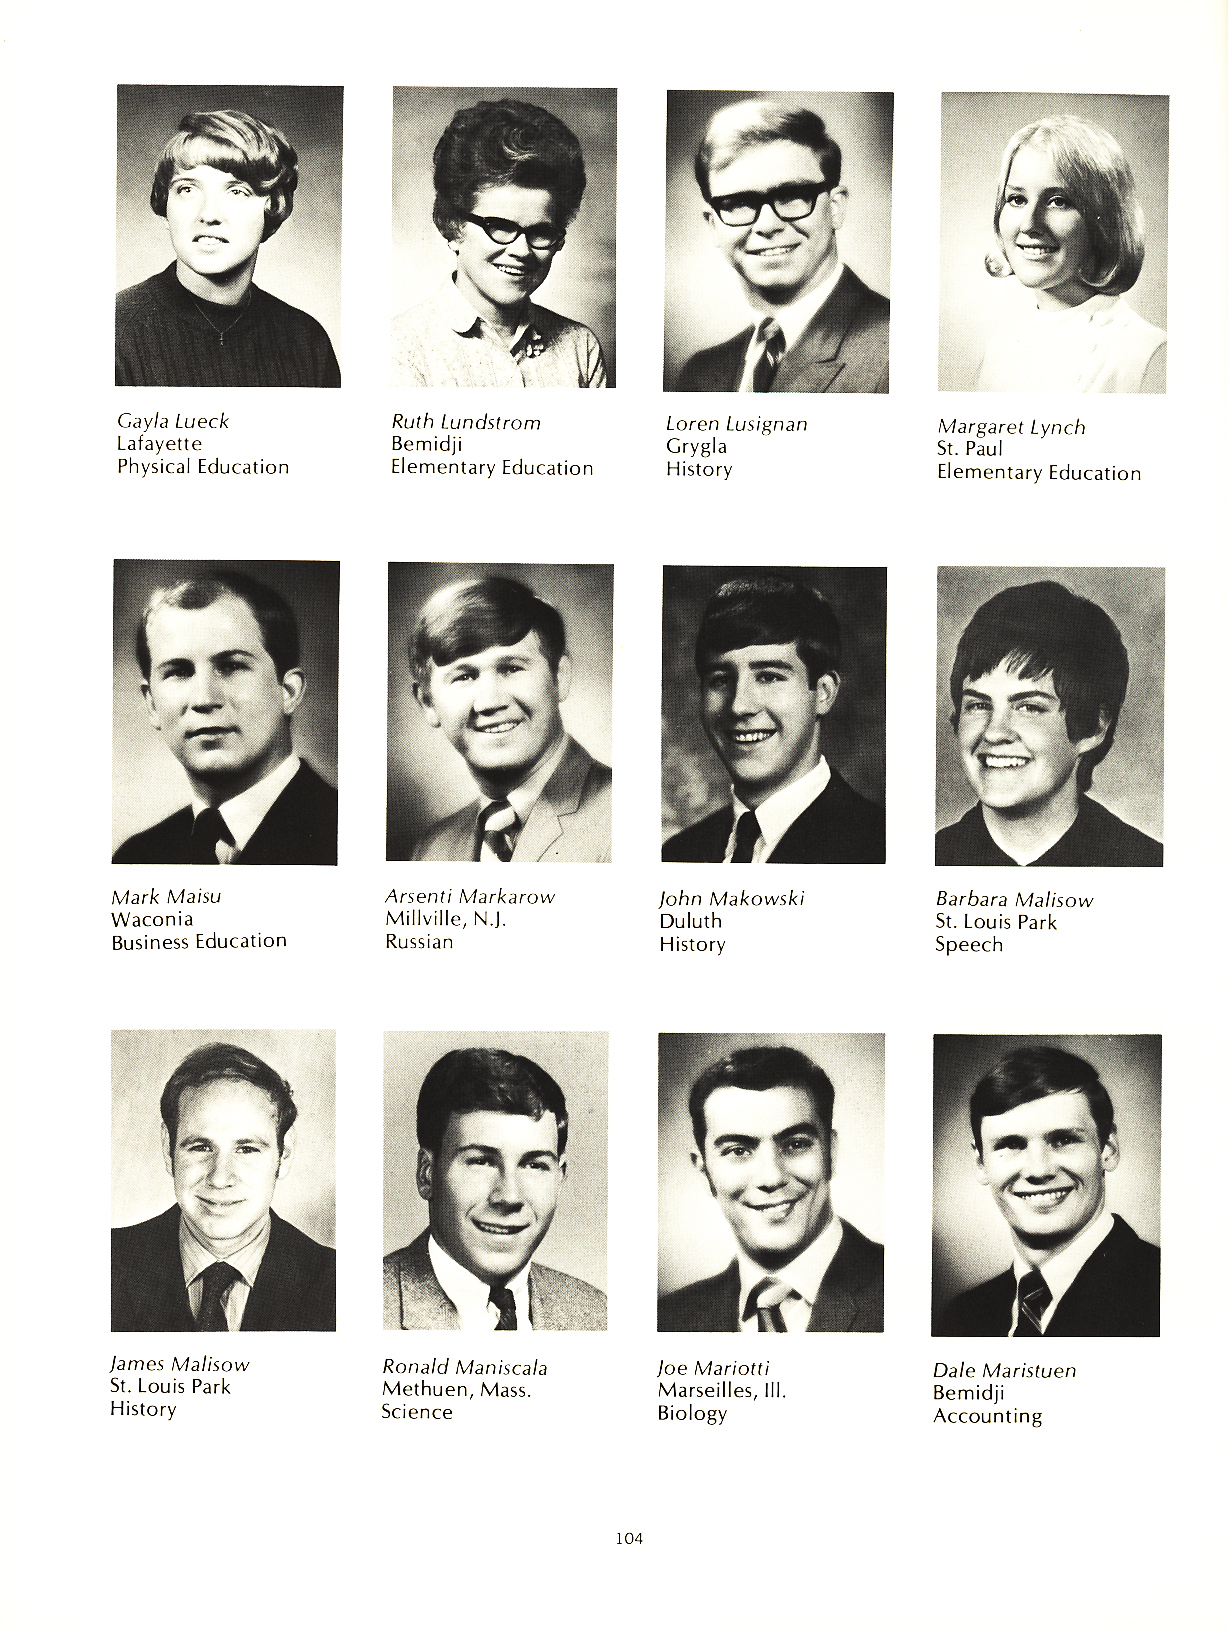 Gayla Lueck
Lafayette
Physical Education
Ruth Lundstrom
Bemidji
Elementary Education
Loren Lusignan
Grygla
History
Margaret Lynch
St. Paul
Elementary Education
Mark Maisu
Waconia
Business Education
Arsenti Markarow
Millville, N.J.
Russian
John Makowski
Duluth
History
Barbara Malisow
St. Louis Park
Speech
James Malisow
St. Louis Park
History
Ronald Maniscala
Methuen, Mass.
Science
Joe Mariotti
Marseilles, Ill.
Biology
Dale Maristuen
Bemidji
Accounting
104